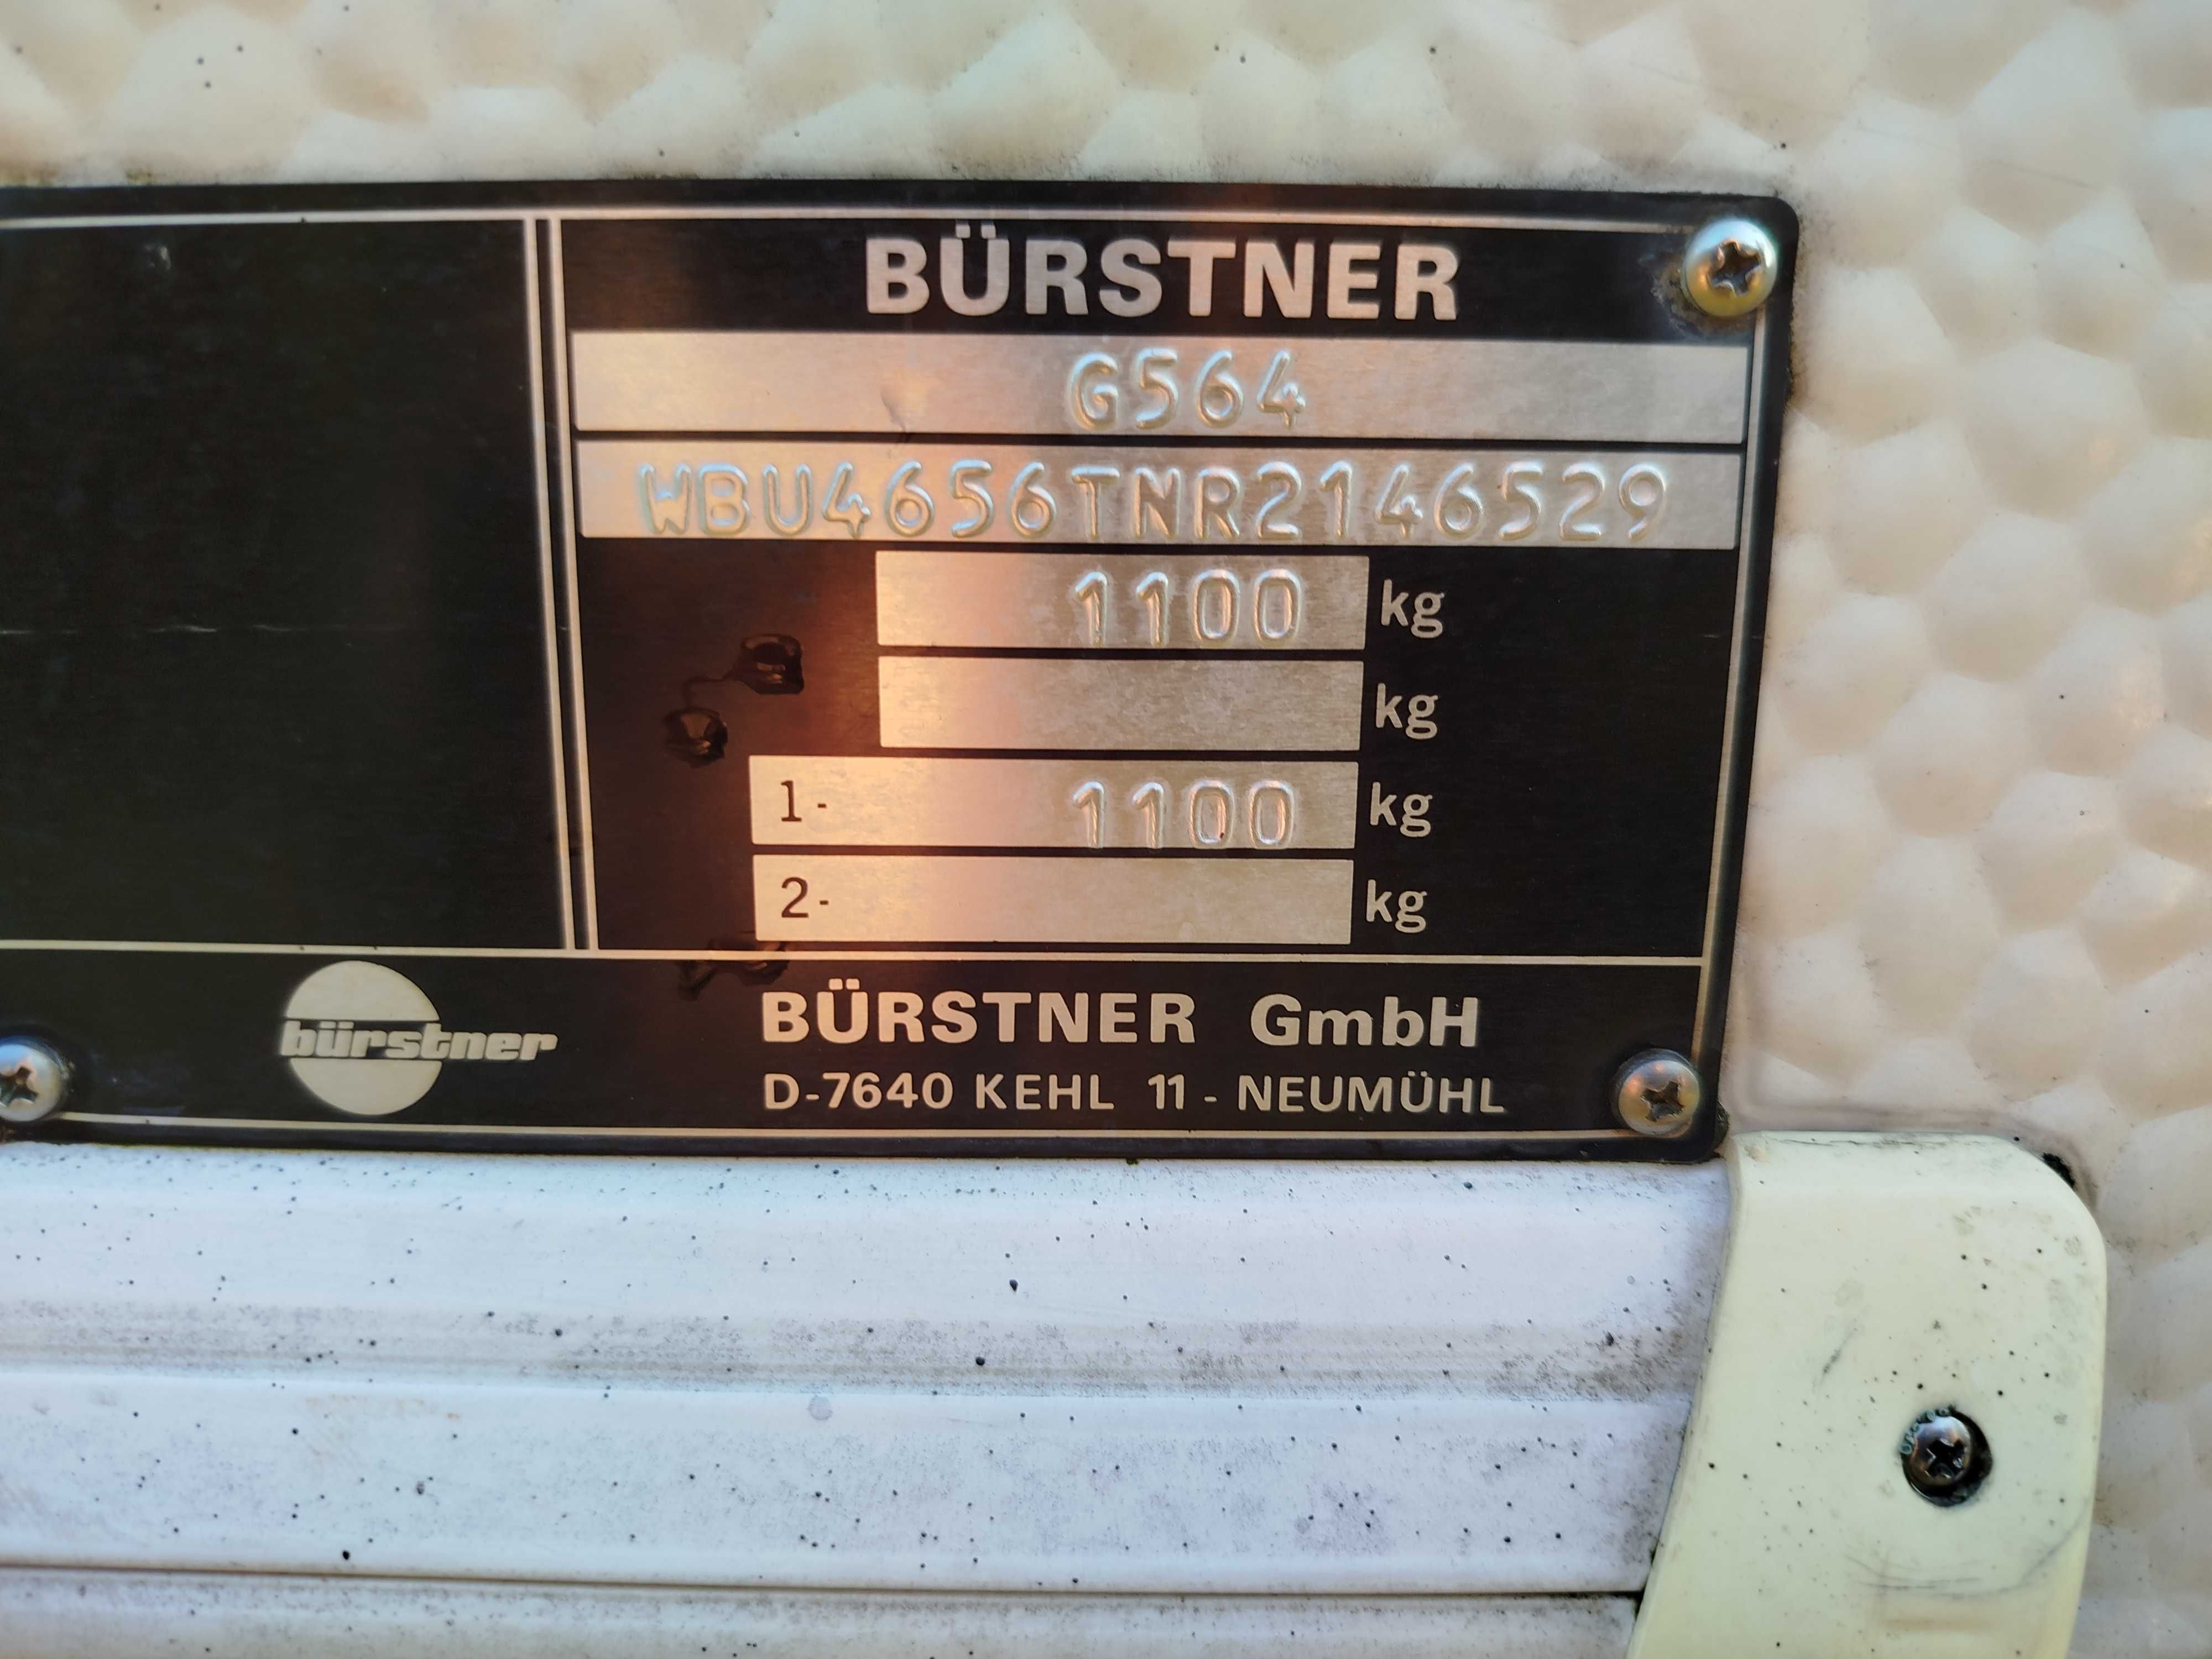 BÜRSTNER
G564
WBU4656TNR2146529
1100 kg
kg
1- 1100 kg
2- kg
bürstner
BÜRSTNER GmbH
D-7640 KEHL 11 - NEUMÜHL